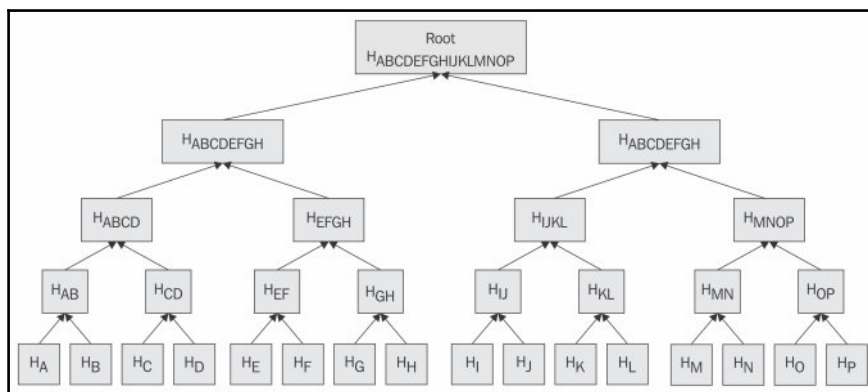 Root
HABCDEFGHIJKLMNOP
HABCDEFGH HABCDEFGH
HABCD HEFGH HIJKL HMNOP
HAB HCD HEF HGH HIJ HKL HMN HOP
HA HB HC HD HE HF HG HH HI HJ HK HL HM HN HO HP